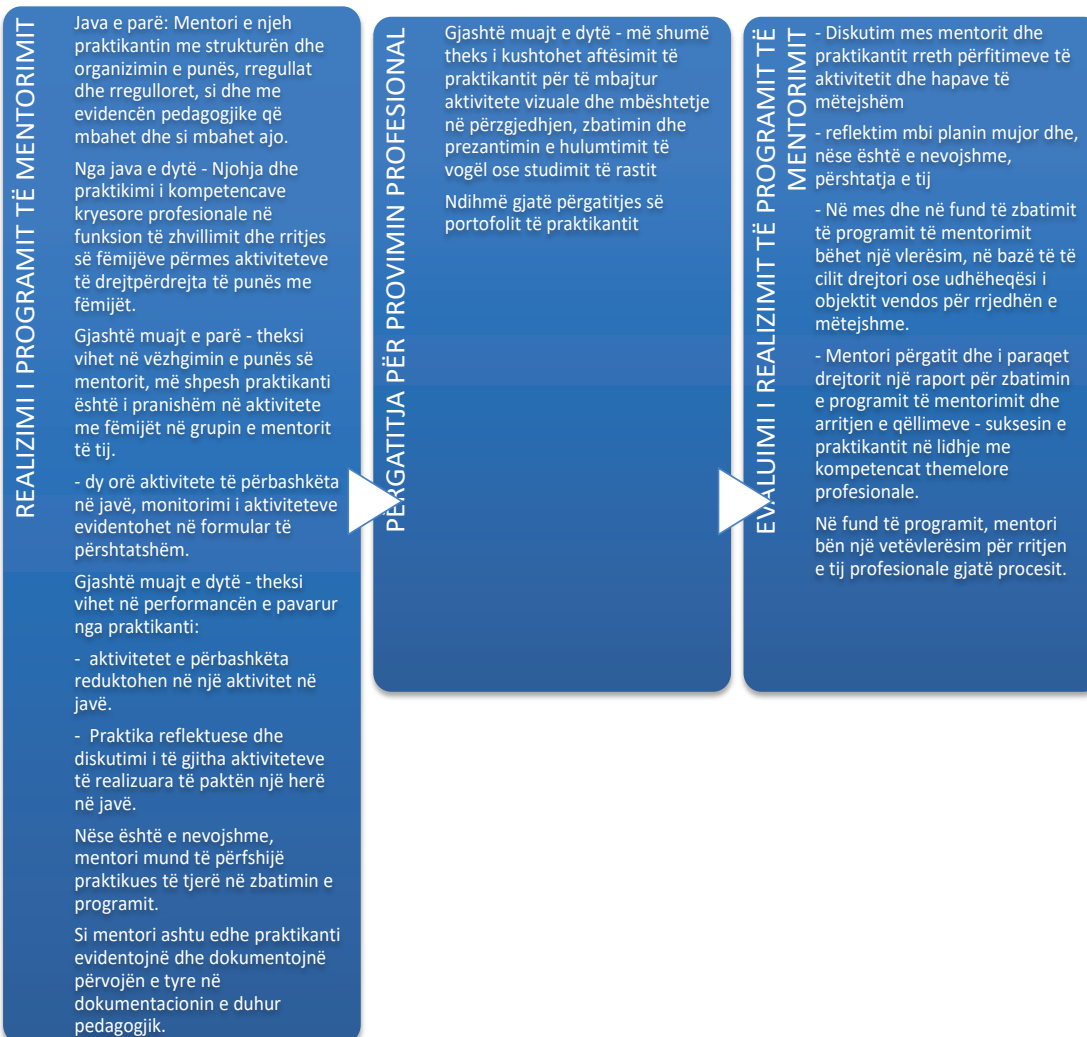 REALIZIMI I PROGRAMIT TË MENTORIMIT
Java e parë: Mentori e njeh
praktikantin me strukturën dhe
organizimin e punës, rregullat
dhe rregulloret, si dhe me
evidencën pedagogjike që
mbahet dhe si mbahet ajo.
Nga java e dytë - Njohja dhe
praktikimi i kompetencave
kryesore profesionale në
funksion të zhvillimit dhe rritjes
së fëmijëve përmes aktiviteteve
të drejtpërdrejta të punës me
fëmijët.
Gjashtë muajt e parë - theksi
vihet në vëzhgimin e punës së
mentorit, më shpesh praktikanti
është i pranishëm në aktivitete
me fëmijët në grupin e mentorit
të tij.
- dy orë aktivitete të përbashkëta
në javë, monitorimi i aktiviteteve
evidentohet në formular të
përshtatshëm.
Gjashtë muajt e dytë - theksi
vihet në performancën e pavarur
nga praktikanti:
- aktivitetet e përbashkëta
reduktohen në një aktivitet në
javë.
- Praktika reflektuese dhe
diskutimi i të gjitha aktiviteteve
të realizuara të paktën një herë
në javë.
Nëse është e nevojshme,
mentori mund të përfshijë
praktikues të tjerë në zbatimin e
programit.
Si mentori ashtu edhe praktikanti
evidentojnë dhe dokumentojnë
përvojën e tyre në
dokumentacionin e duhur
pedagogjik.
PËRGATITJA PËR PROVIMIN PROFESIONAL
Gjashtë muajt e dytë - më shumë
theks i kushtohet aftësimit të
praktikantit për të mbajtur
aktivitete vizuale dhe mbështetje
në përzgjedhjen, zbatimin dhe
prezantimin e hulumtimit të
vogël ose studimit të rastit
Ndihmë gjatë përgatitjes së
portofolit të praktikantit
EVALUIMI I REALIZIMIT TË PROGRAMIT TË
MENTORIMIT
- Diskutim mes mentorit dhe
praktikantit rreth përfitimeve të
aktivitetit dhe hapave të
mëtejshëm
- reflektim mbi planin mujor dhe,
nëse është e nevojshme,
përshtatja e tij
- Në mes dhe në fund të zbatimit
të programit të mentorimit
bëhet një vlerësim, në bazë të të
cilit drejtori ose udhëheqësi i
objektit vendos për rrjedhën e
mëtejshme.
- Mentori përgatit dhe i paraqet
drejtorit një raport për zbatimin
e programit të mentorimit dhe
arritjen e qëllimeve - suksesin e
praktikantit në lidhje me
kompetencat themelore
profesionale.
Në fund të programit, mentori
bën një vetëvlerësim për rritjen
e tij profesionale gjatë procesit.